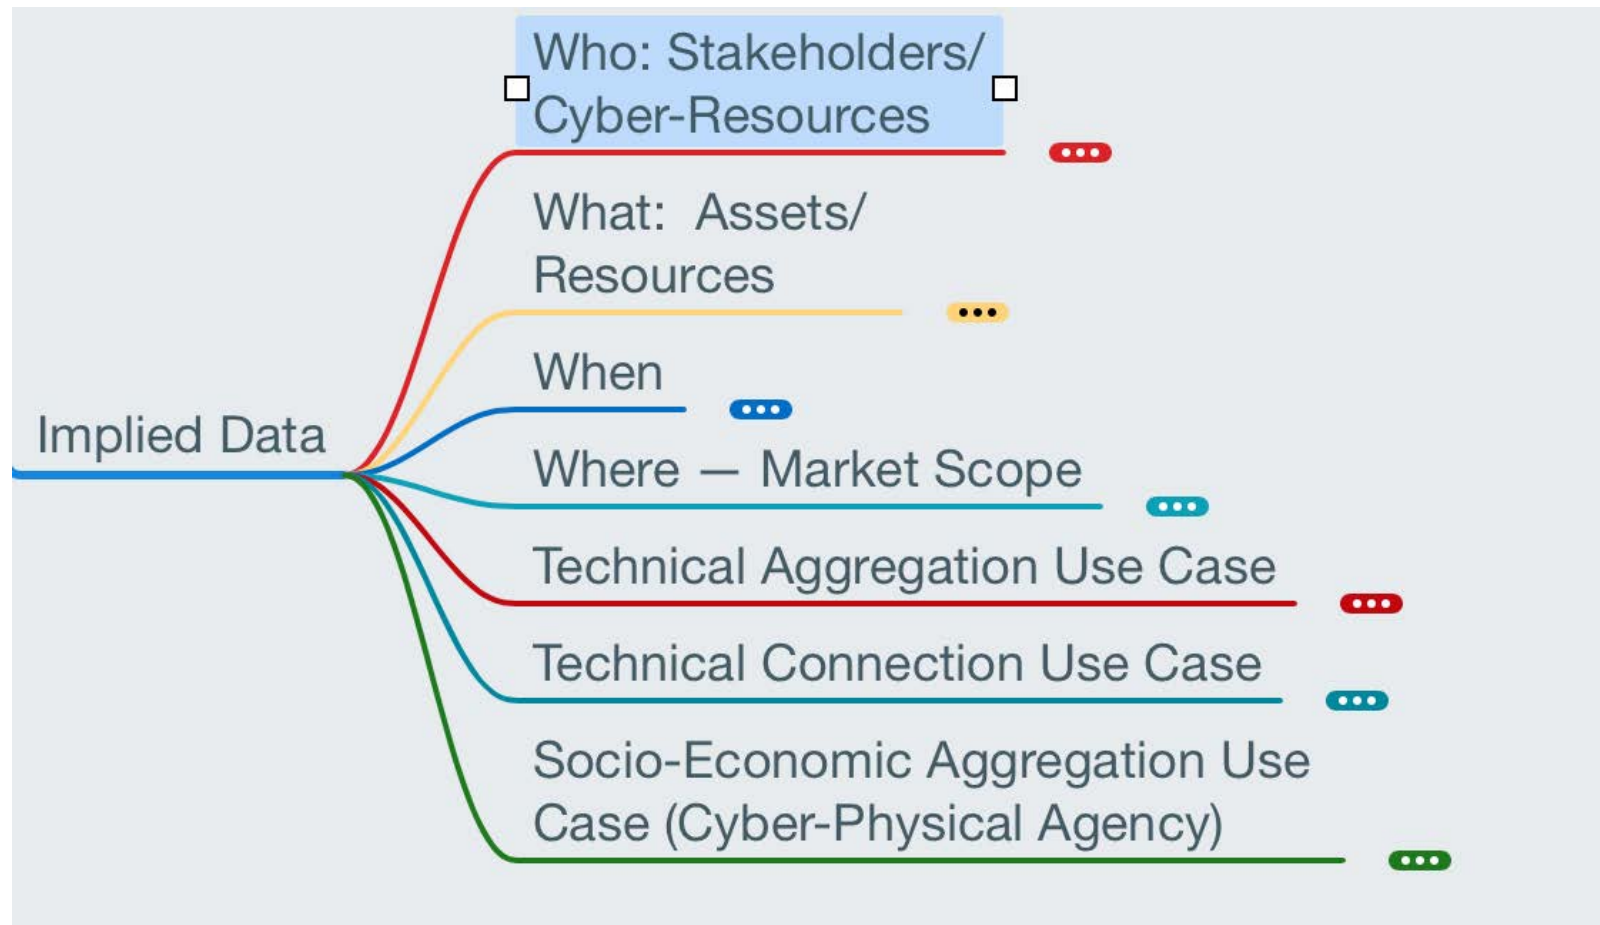 Who: Stakeholders/
Cyber-Resources
What:  Assets/
Resources
When
Implied Data
Where — Market Scope
Technical Aggregation Use Case
Technical Connection Use Case
Socio-Economic Aggregation Use
Case (Cyber-Physical Agency)